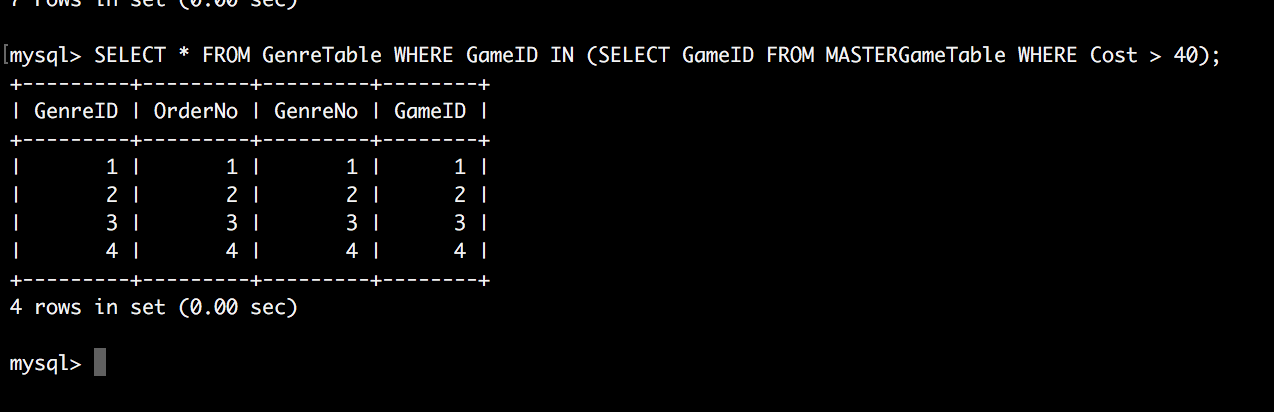 7 rows in set (0.00 sec)
mysql> SELECT * FROM GenreTable WHERE GameID IN (SELECT GameID FROM MASTERGameTable WHERE Cost > 40);
+---------+---------+---------+--------+
| GenreID | OrderNo | GenreNo | GameID |
+---------+---------+---------+--------+
|       1 |       1 |       1 |      1 |
|       2 |       2 |       2 |      2 |
|       3 |       3 |       3 |      3 |
|       4 |       4 |       4 |      4 |
+---------+---------+---------+--------+
4 rows in set (0.00 sec)
mysql>